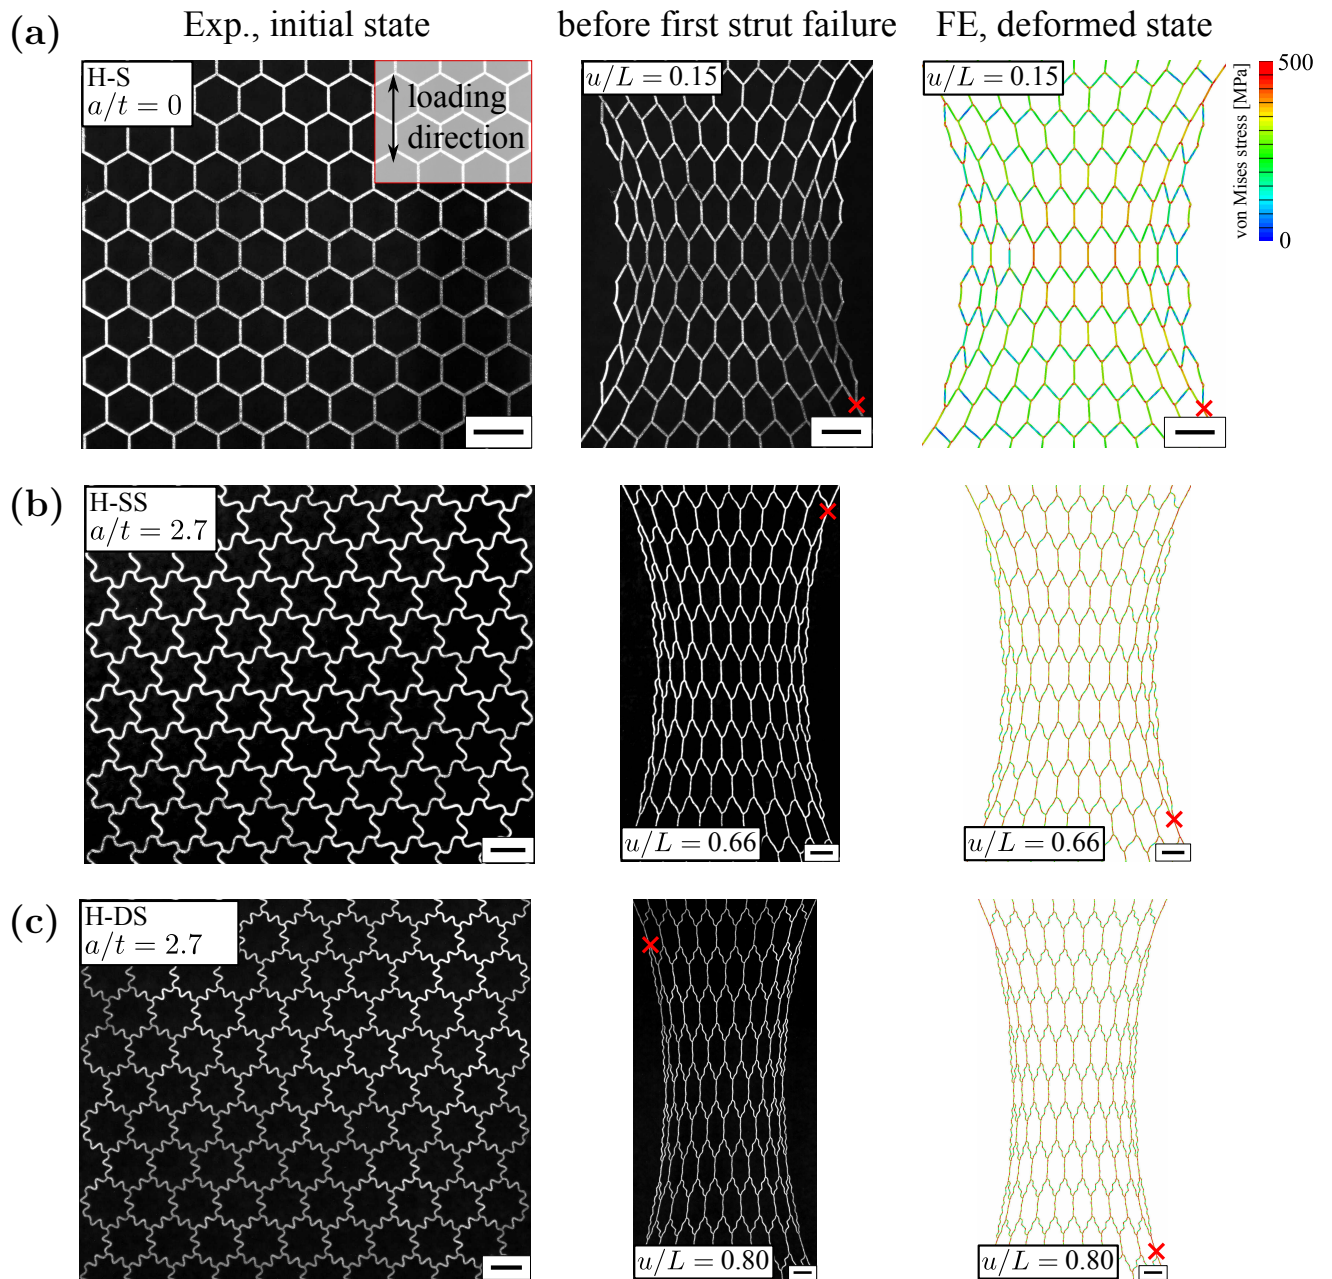 Exp., initial state
before first strut failure
FE, deformed state
(a)
H-S
a/t = 0
loading
direction
u/L = 0.15
u/L = 0.15
500
von Mises stress [MPa]
0
(b)
H-SS
a/t = 2.7
u/L = 0.66
u/L = 0.66
(c)
H-DS
a/t = 2.7
u/L = 0.80
u/L = 0.80